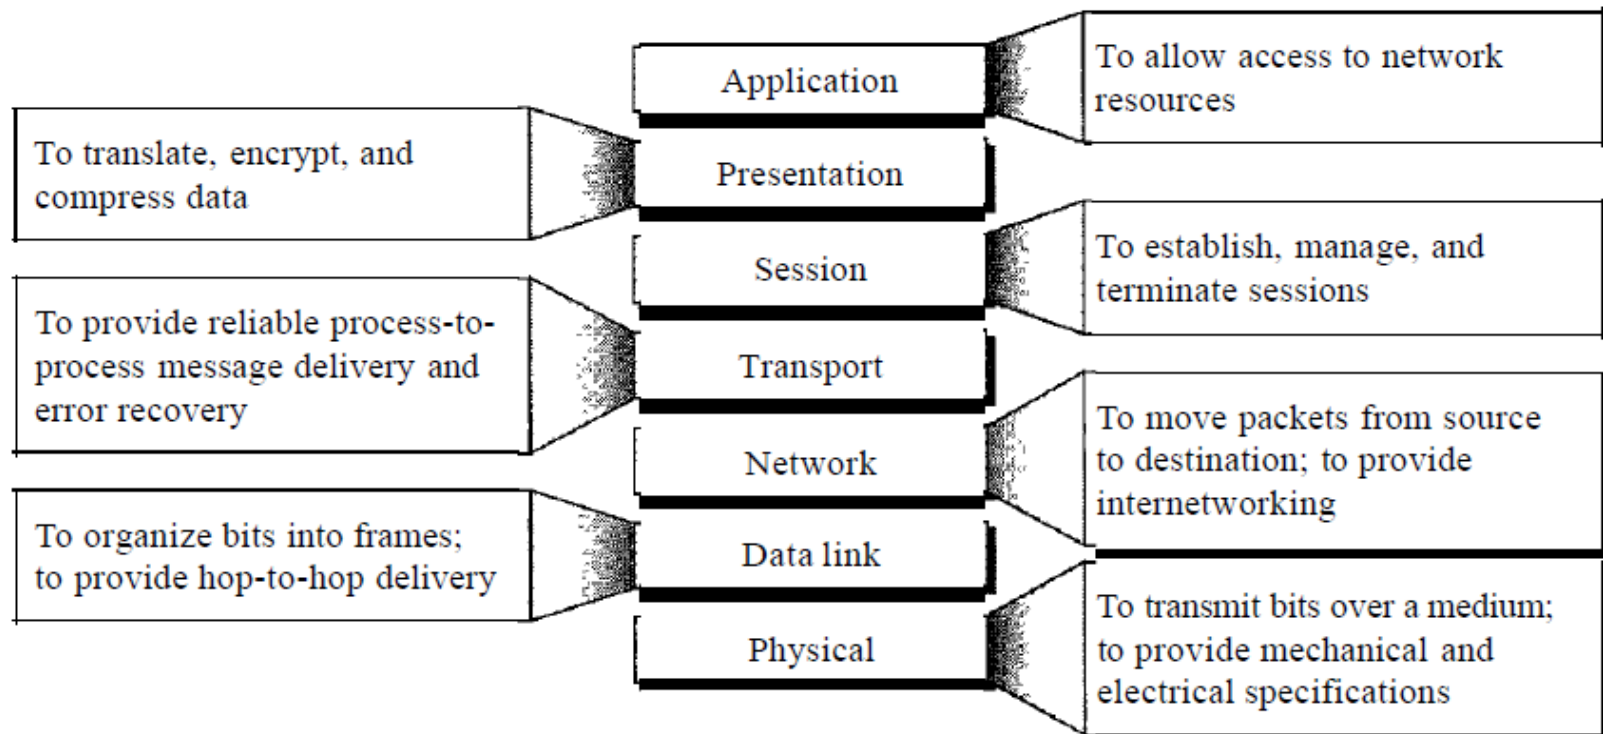 Application
To allow access to network
resources
To translate, encrypt, and
compress data
Presentation
Session
To establish, manage, and
terminate sessions
To provide reliable process-to-
process message delivery and
error recovery
Transport
Network
To move packets from source
to destination; to provide
internetworking
To organize bits into frames;
to provide hop-to-hop delivery
Data link
Physical
To transmit bits over a medium;
to provide mechanical and
electrical specifications